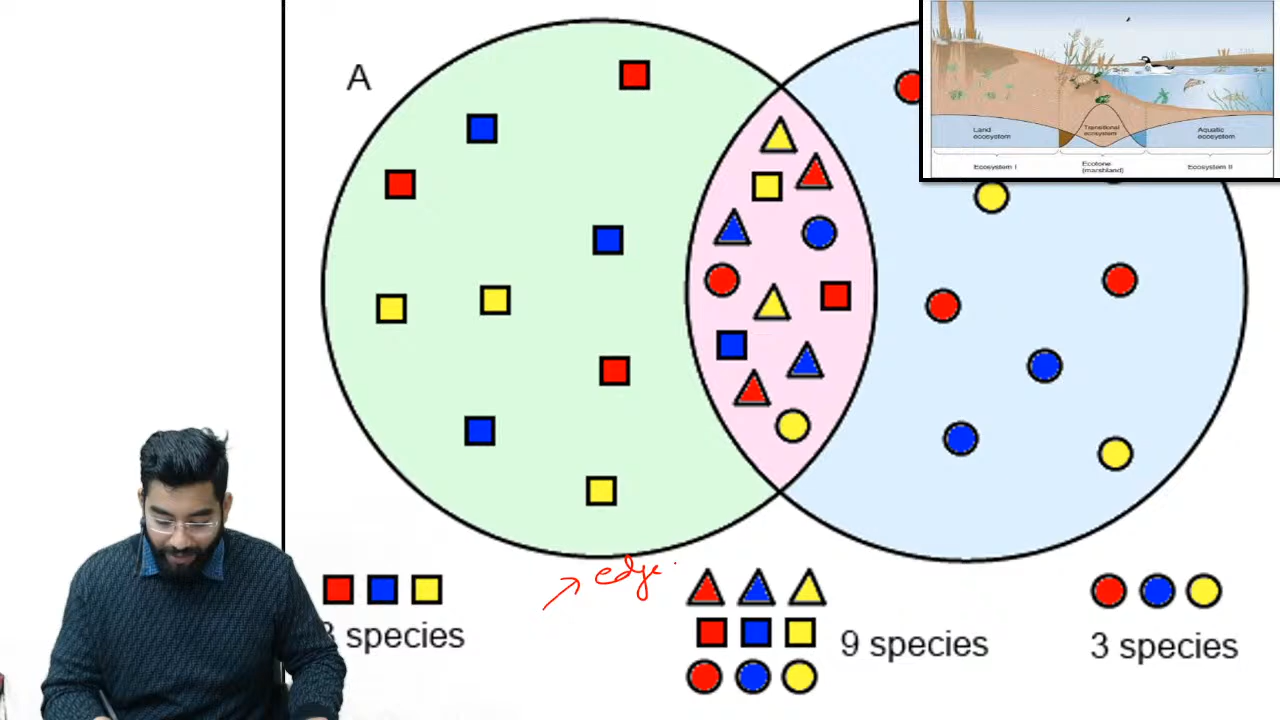 A
Land
ecosystem
Transitional
ecosystem
Aquatic
ecosystem
Ecosystem I
Ecotone
(marshland)
Ecosystem II
edge
3 species
9 species
3 species